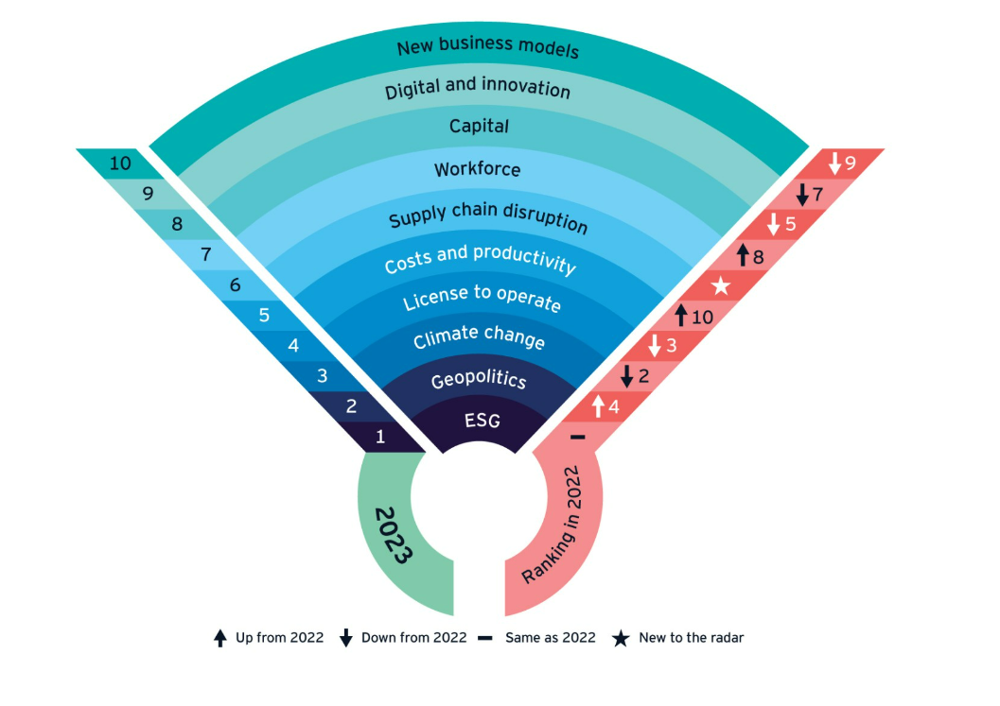 New business models
Digital and innovation
Capital
Workforce
Supply chain disruption
Costs and productivity
License to operate
Climate change
Geopolitics
ESG
10
9
8
7
6
5
4
3
2
1
9
7
5
8
10
3
2
4
2023
Ranking in 2022
Up from 2022
Down from 2022
Same as 2022
New to the radar